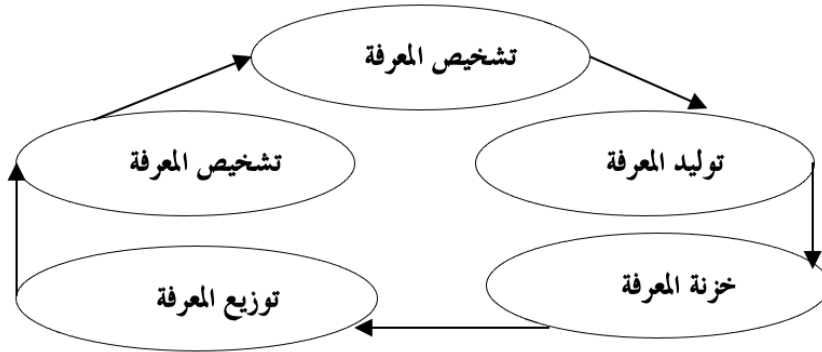 تشخيص المعرفة
تشخيص المعرفة
توليد المعرفة
توزيع المعرفة
خزنة المعرفة